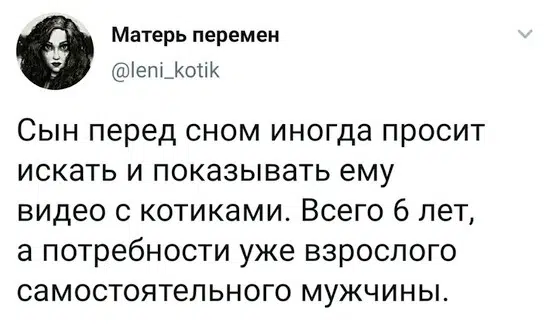 Матерь перемен
@leni_kotik
Сын перед сном иногда просит
искать и показывать ему
видео с котиками. Всего 6 лет,
а потребности уже взрослого
самостоятельного мужчины.